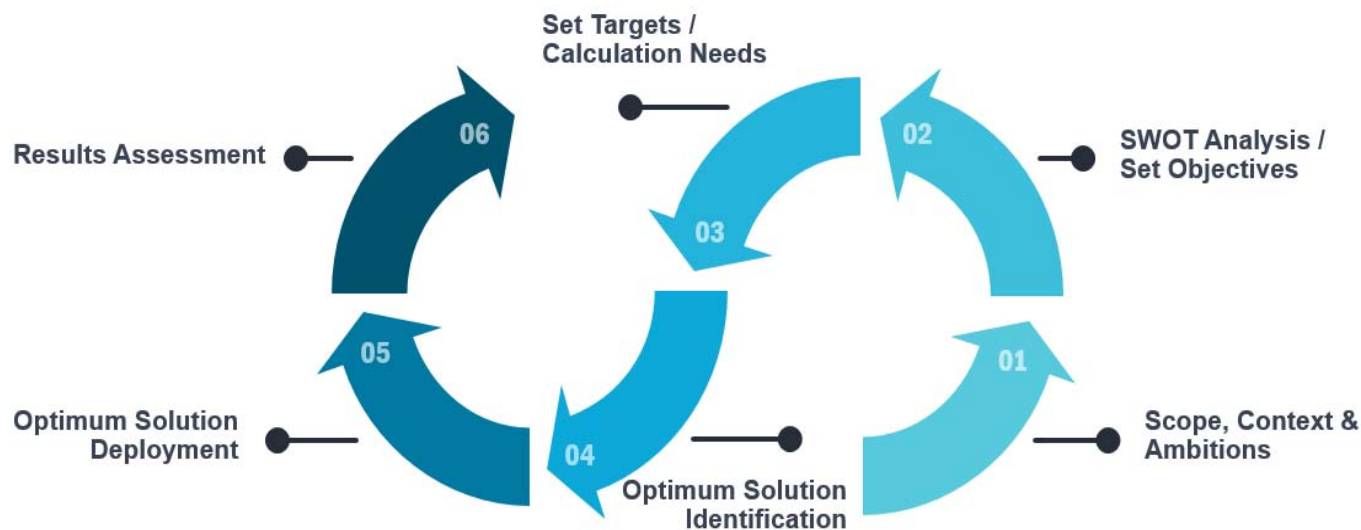 Set Targets /
Calculation Needs
06
02
Results Assessment
SWOT Analysis /
Set Objectives
03
05
01
Optimum Solution
Deployment
Scope, Context &
Ambitions
04
Optimum Solution
Identification